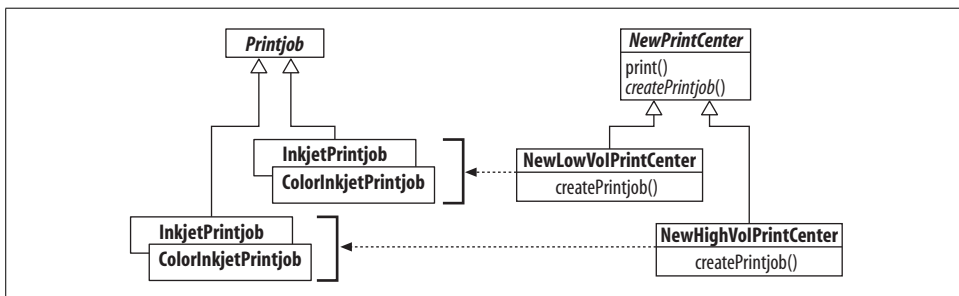 Printjob
NewPrintCenter
print()
createPrintjob()
InkjetPrintjob
ColorInkjetPrintjob
NewLowVolPrintCenter
createPrintjob()
InkjetPrintjob
ColorInkjetPrintjob
NewHighVolPrintCenter
createPrintjob()